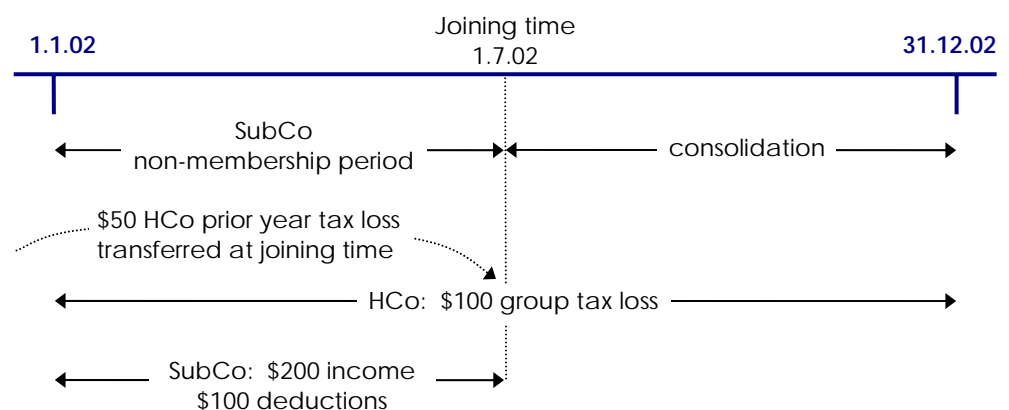 Joining time
1.1.02
1.7.02
31.12.02
SubCo
non-membership period
consolidation
$50 HCo prior year tax loss
transferred at joining time
HCo: $100 group tax loss
SubCo: $200 income
$100 deductions